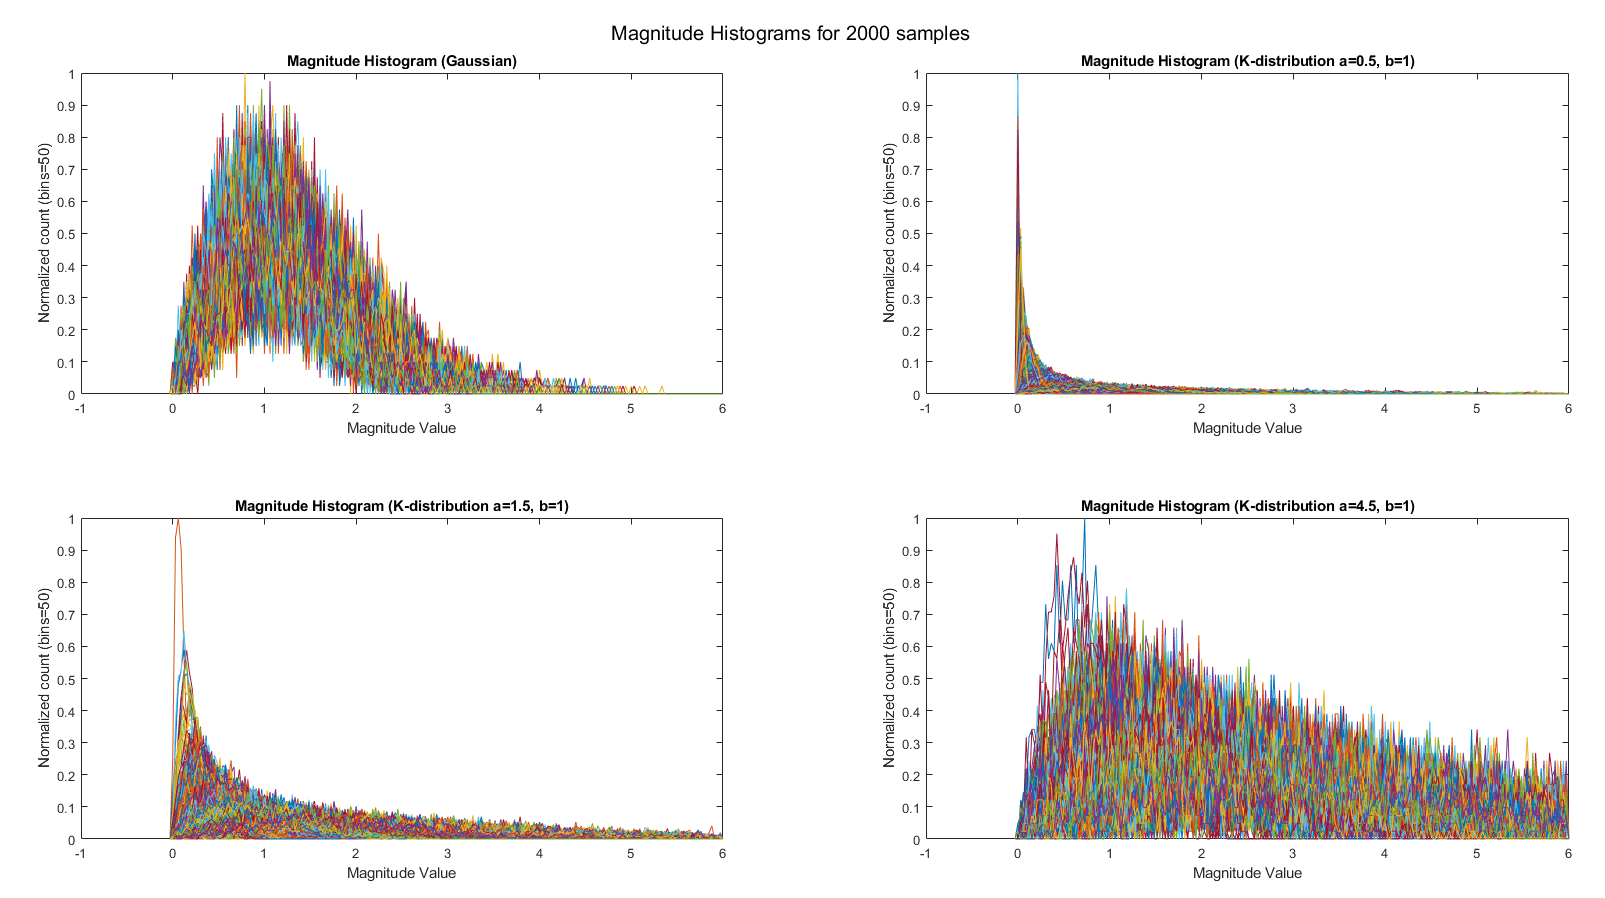 Magnitude Histograms for 2000 samples
Magnitude Histogram (Gaussian)
Normalized count (bins=50)
1
0.9
0.8
0.7
0.6
0.5
0.4
0.3
0.2
0.1
0
-1 0 1 2 3 4 5 6
Magnitude Value
Magnitude Histogram (K-distribution a=0.5, b=1)
Normalized count (bins=50)
1
0.9
0.8
0.7
0.6
0.5
0.4
0.3
0.2
0.1
0
-1 0 1 2 3 4 5 6
Magnitude Value
Magnitude Histogram (K-distribution a=1.5, b=1)
Normalized count (bins=50)
1
0.9
0.8
0.7
0.6
0.5
0.4
0.3
0.2
0.1
0
-1 0 1 2 3 4 5 6
Magnitude Value
Magnitude Histogram (K-distribution a=4.5, b=1)
Normalized count (bins=50)
1
0.9
0.8
0.7
0.6
0.5
0.4
0.3
0.2
0.1
0
-1 0 1 2 3 4 5 6
Magnitude Value